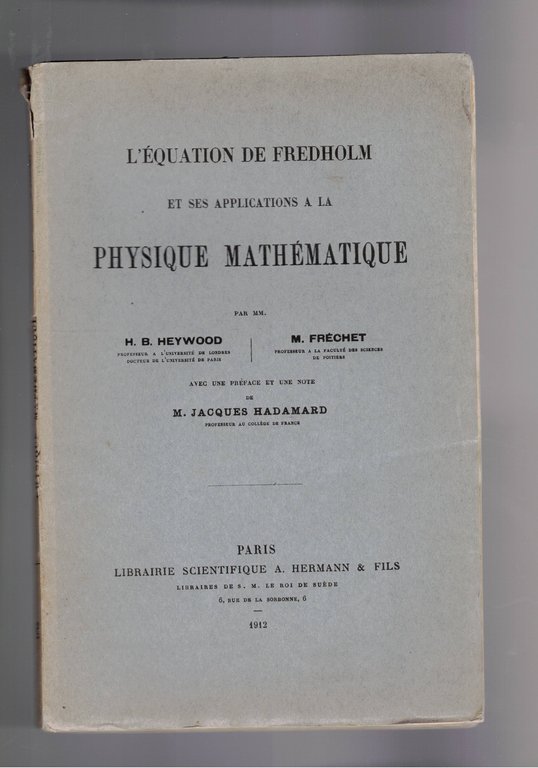 L'ÉQUATION DE FREDHOLM
ET SES APPLICATIONS A LA
PHYSIQUE MATHÉMATIQUE
PAR MM.
H. B. HEYWOOD
PROFESSEUR A L'UNIVERSITÉ DE LONDRES
DOCTEUR DE L'UNIVERSITÉ DE PARIS
M. FRÉCHET
PROFESSEUR A LA FACULTÉ DES SCIENCES
DE POITIERS
AVEC UNE PRÉFACE ET UNE NOTE
DE
M. JACQUES HADAMARD
PROFESSEUR AU COLLÈGE DE FRANCE
PARIS
LIBRAIRIE SCIENTIFIQUE A. HERMANN & FILS
LIBRAIRES DE S. M. LE ROI DE SUÈDE
6, RUE DE LA SORBONNE, 6
1912
PHYSIQUE MATHÉMATIQUE